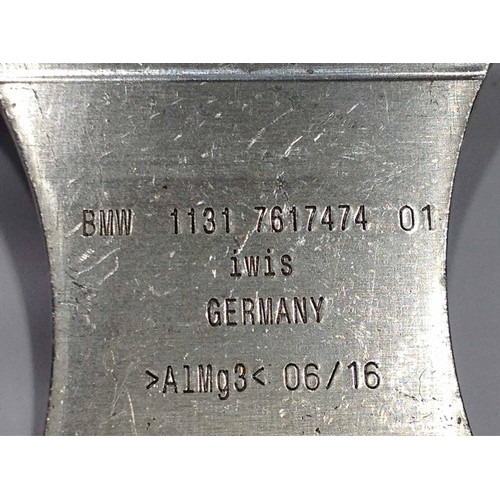 BMW 1131 7617474 01
iwis
GERMANY
>AlMg3< 06/16